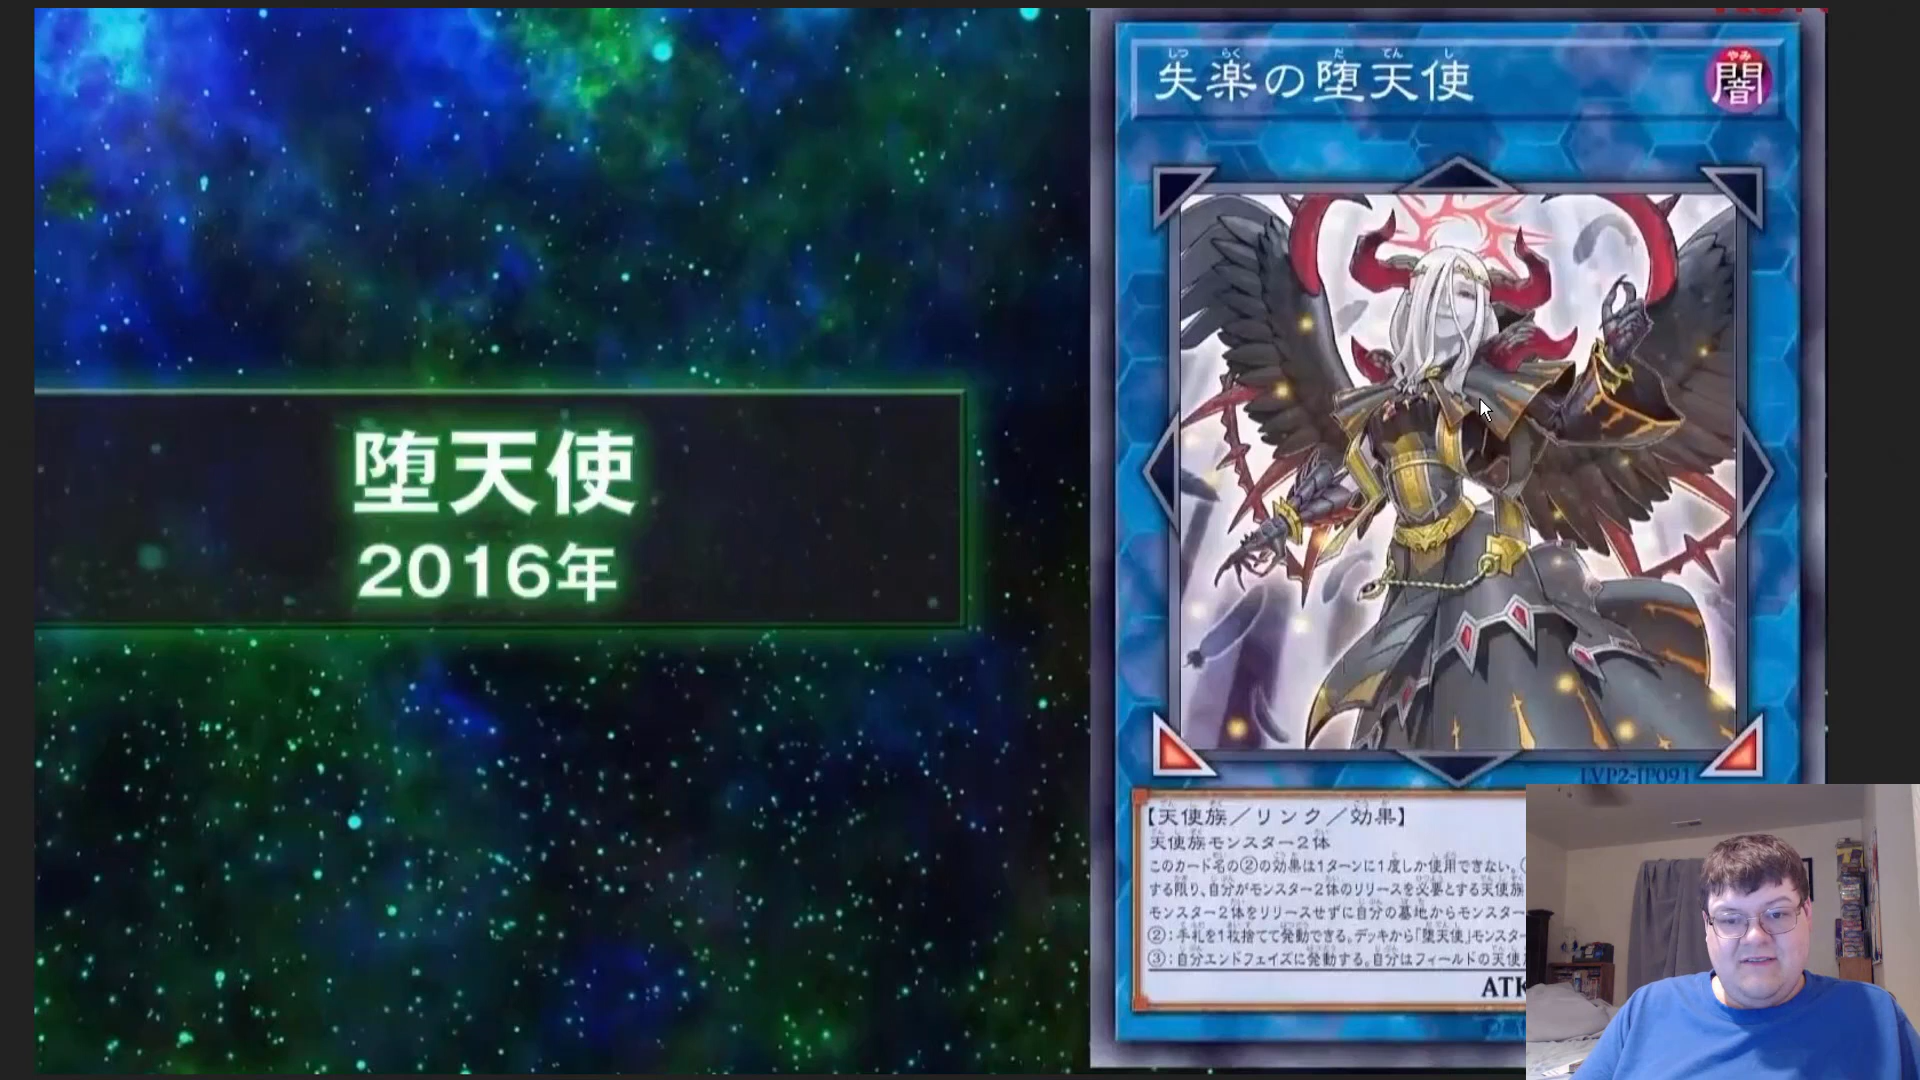 堕天使
2016年
失楽の堕天使
闇
LVP2-JP091
【天使族／リンク／効果】
天使族モンスター2体
このカード名の②の効果は1ターンに1度しか使用できない。
する限り、自分がモンスター2体のリリースを必要とする天使族
モンスター2体をリリースせずに自分の墓地からモンスター
②：手札を1枚捨てて発動できる。デッキから「堕天使」モンスター
③：自分エンドフェイズに発動する。自分はフィールドの天使
ATK